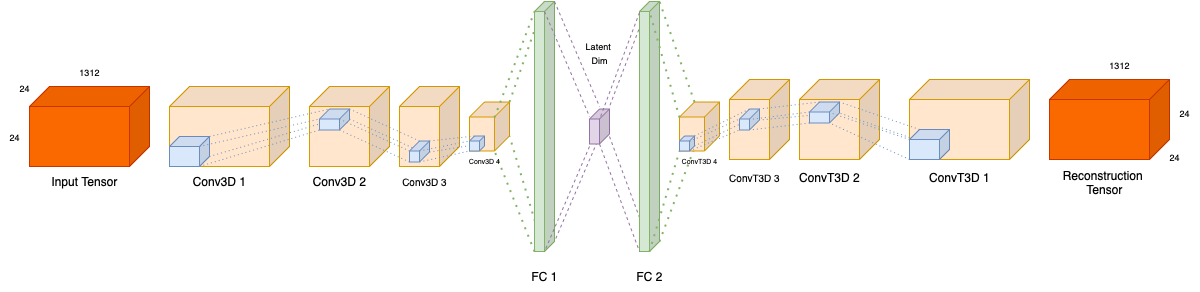 1312
24
24
Input Tensor
Conv3D 1
Conv3D 2
Conv3D 3
Conv3D 4
FC 1
Latent
Dim
FC 2
ConvT3D 4
ConvT3D 3
ConvT3D 2
ConvT3D 1
1312
24
24
Reconstruction
Tensor